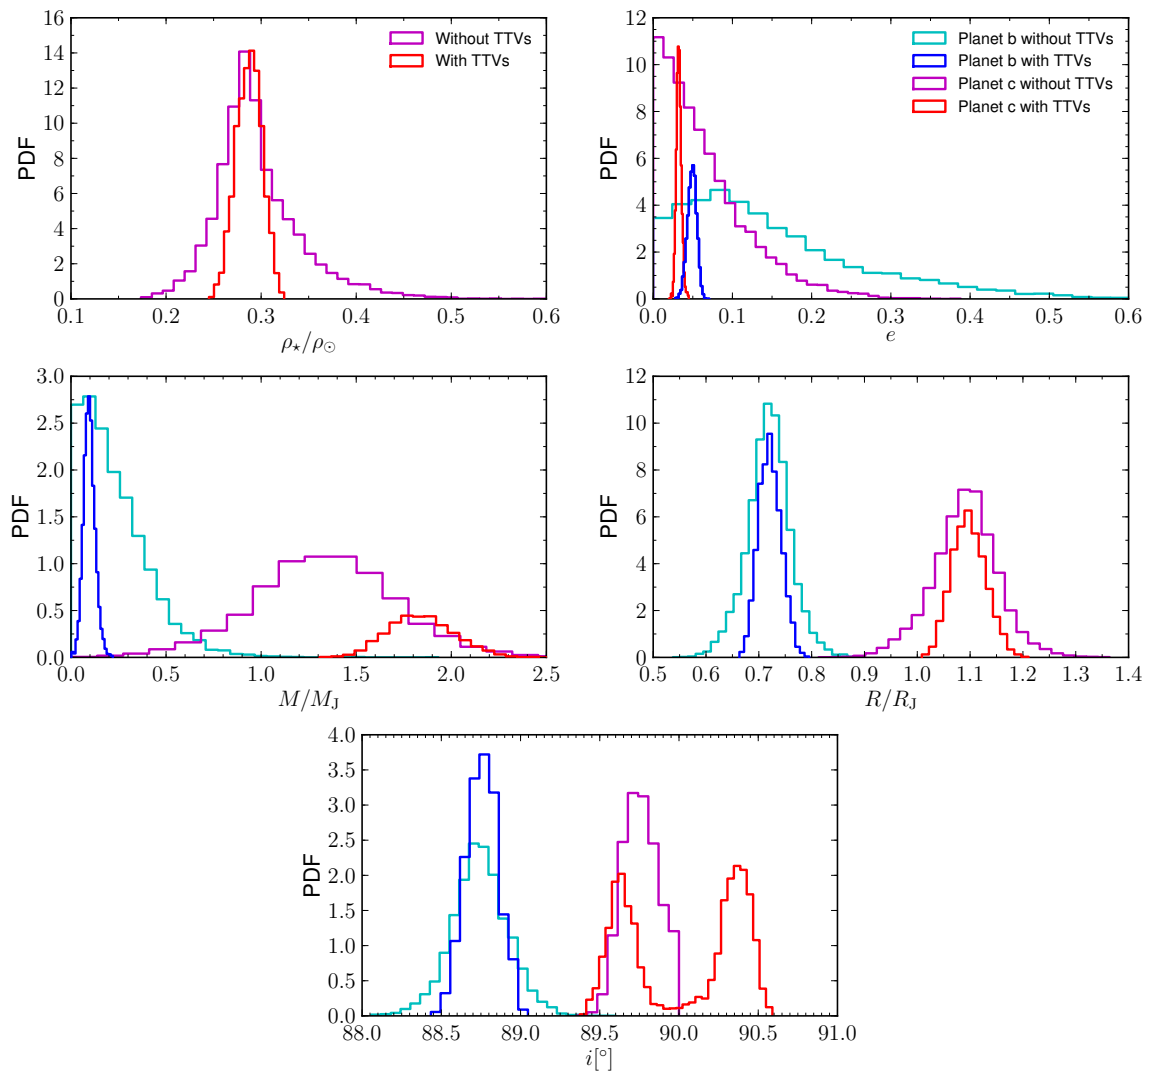 16
14
12
10
8
6
4
2
0
PDF
Without TTVs
With TTVs
0.1 0.2 0.3 0.4 0.5 0.6
ρ⋆/ρ⊙
12
10
8
6
4
2
0
PDF
Planet b without TTVs
Planet b with TTVs
Planet c without TTVs
Planet c with TTVs
0.0 0.1 0.2 0.3 0.4 0.5 0.6
e
3.0
2.5
2.0
1.5
1.0
0.5
0.0
PDF
0.0 0.5 1.0 1.5 2.0 2.5
M/M_J
12
10
8
6
4
2
0
PDF
0.5 0.6 0.7 0.8 0.9 1.0 1.1 1.2 1.3 1.4
R/R_J
4.0
3.5
3.0
2.5
2.0
1.5
1.0
0.5
0.0
PDF
88.0 88.5 89.0 89.5 90.0 90.5 91.0
i[°]